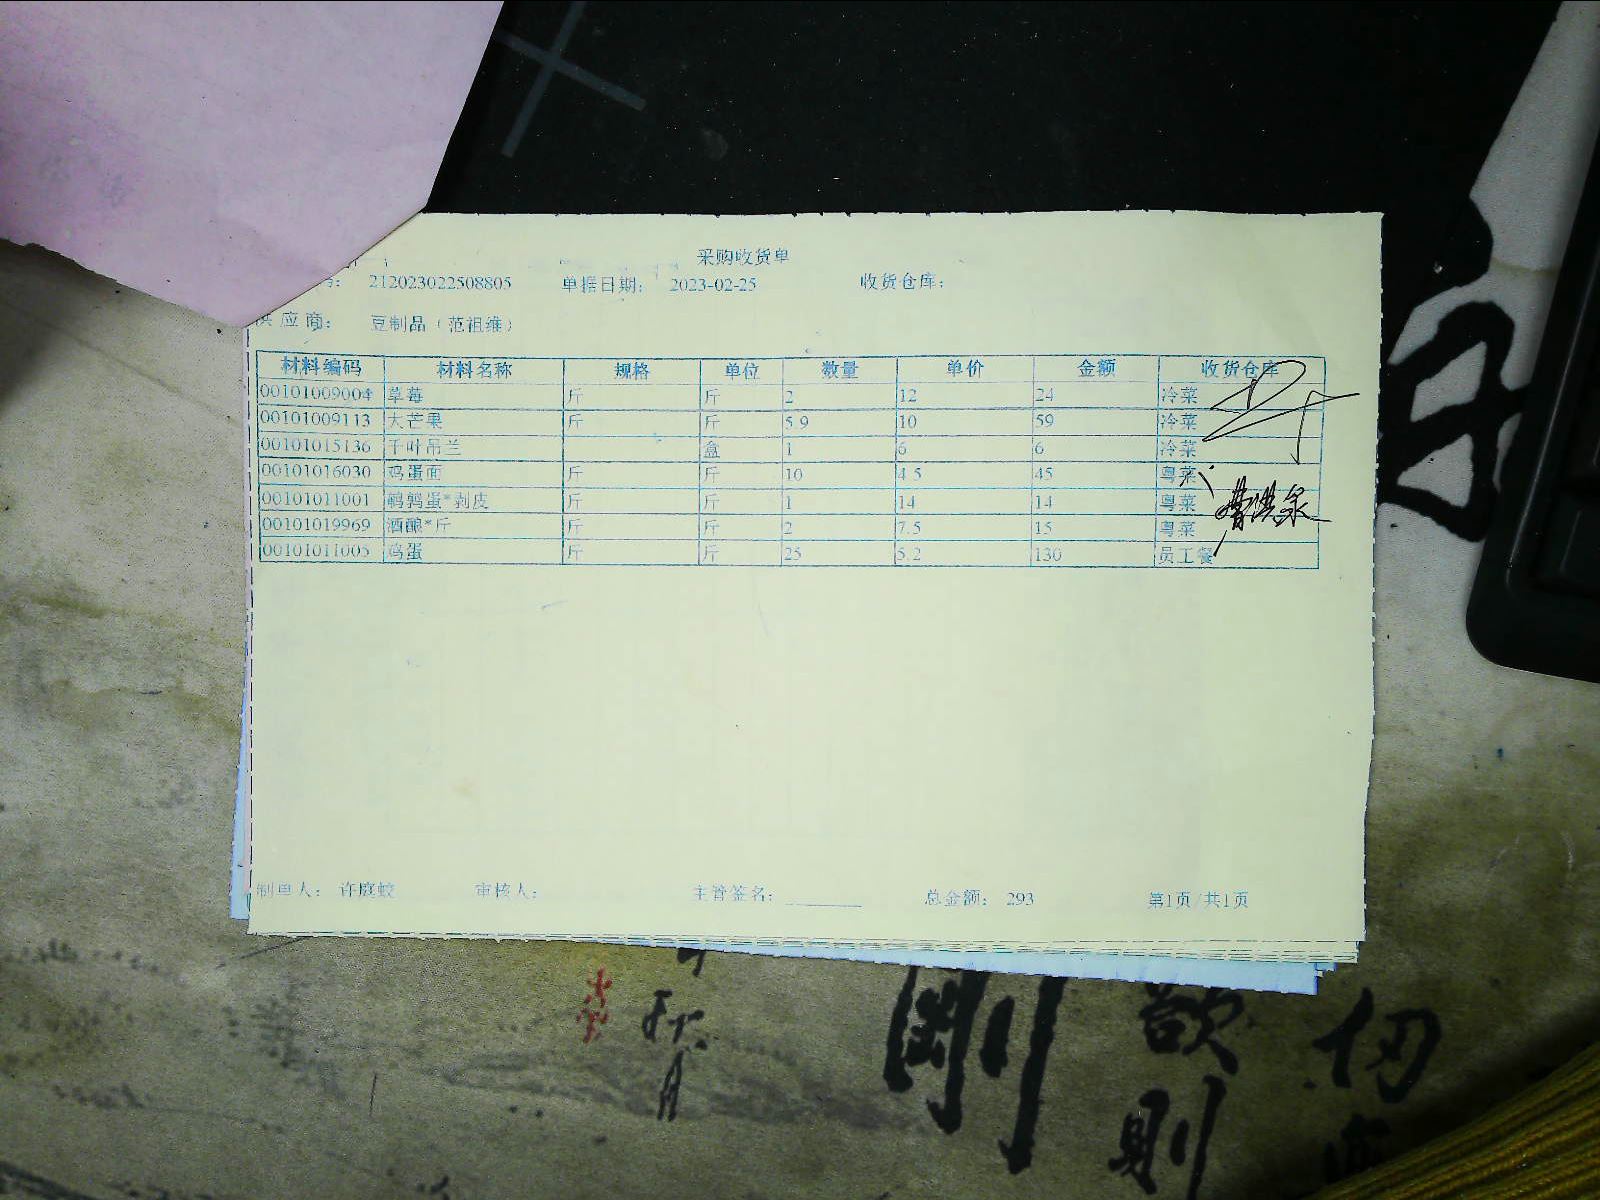 采购收货单
212023022508805 单据日期： 2023-02-25 收货仓库：
供应商： 豆制品（范祖维）
材料编码 材料名称 规格 单位 数量 单价 金额 收货仓库
00101009004 草莓 斤 斤 2 12 24 冷菜
00101009113 大芒果 斤 斤 5.9 10 59 冷菜
00101015136 千叶吊兰 盒 1 6 6 冷菜
00101016030 鸡蛋面 斤 斤 10 4.5 45 粤菜
00101011001 鹌鹑蛋*剥皮 斤 斤 1 14 14 粤菜
曹洪泉
00101019969 酒酿*斤 斤 斤 2 7.5 15 粤菜
00101011005 鸡蛋 斤 斤 25 5.2 130 员工餐
制单人： 许庭蛟 审核人： 主管签名： 总金额： 293 第1页/共1页
剛 欲 仞
則